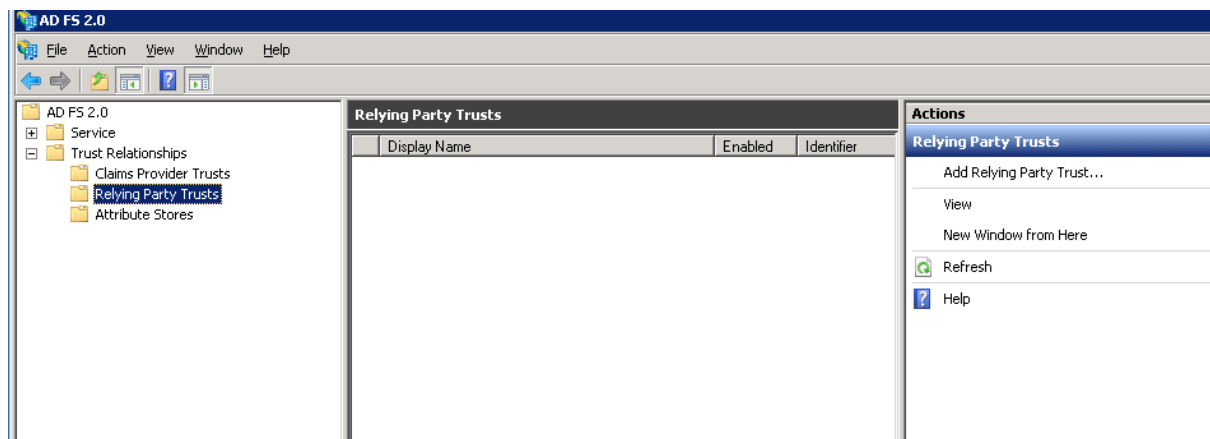 AD FS 2.0
File Action View Window Help
AD FS 2.0
Service
Trust Relationships
Claims Provider Trusts
Relying Party Trusts
Attribute Stores
Relying Party Trusts
Display Name Enabled Identifier
Actions
Relying Party Trusts
Add Relying Party Trust...
View
New Window from Here
Refresh
Help